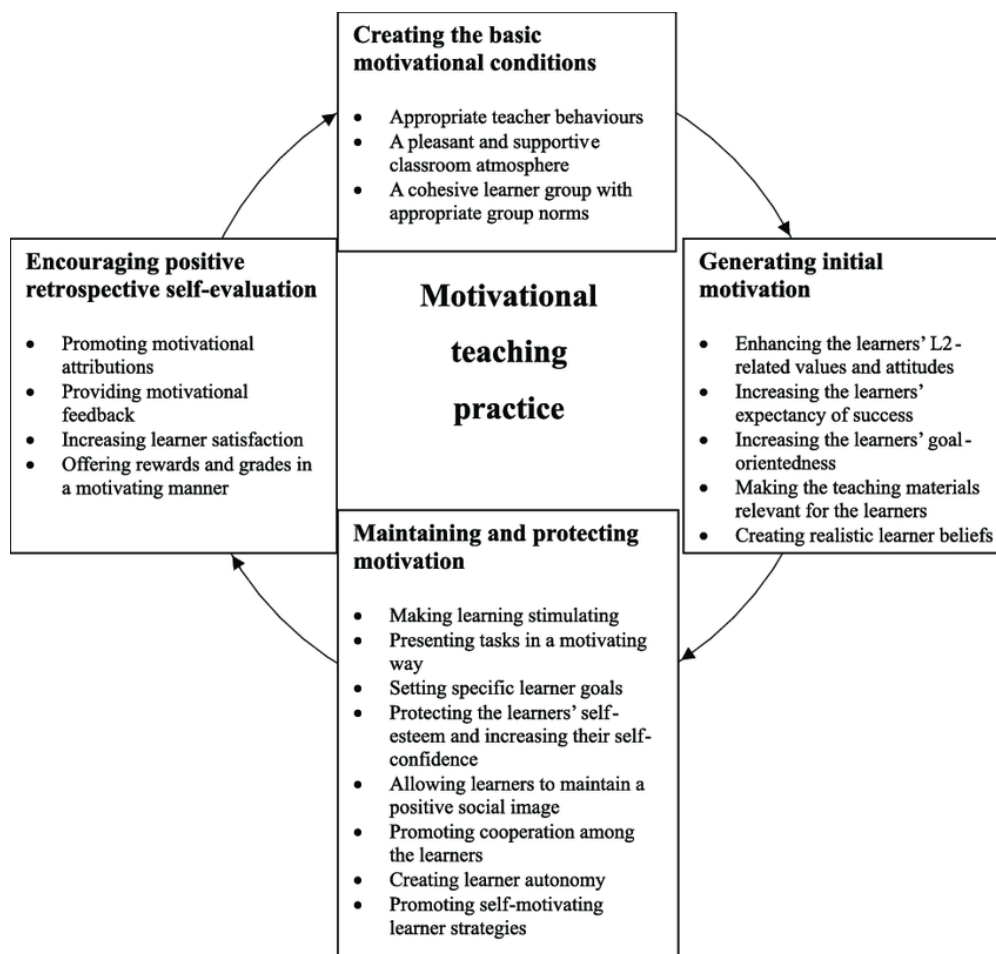 Creating the basic
motivational conditions
• Appropriate teacher behaviours
• A pleasant and supportive
classroom atmosphere
• A cohesive learner group with
appropriate group norms
Encouraging positive
retrospective self-evaluation
• Promoting motivational
attributions
• Providing motivational
feedback
• Increasing learner satisfaction
• Offering rewards and grades in
a motivating manner
Motivational
teaching
practice
Generating initial
motivation
• Enhancing the learners’ L2-
related values and attitudes
• Increasing the learners’
expectancy of success
• Increasing the learners’ goal-
orientedness
• Making the teaching materials
relevant for the learners
• Creating realistic learner beliefs
Maintaining and protecting
motivation
• Making learning stimulating
• Presenting tasks in a motivating
way
• Setting specific learner goals
• Protecting the learners’ self-
esteem and increasing their self-
confidence
• Allowing learners to maintain a
positive social image
• Promoting cooperation among
the learners
• Creating learner autonomy
• Promoting self-motivating
learner strategies